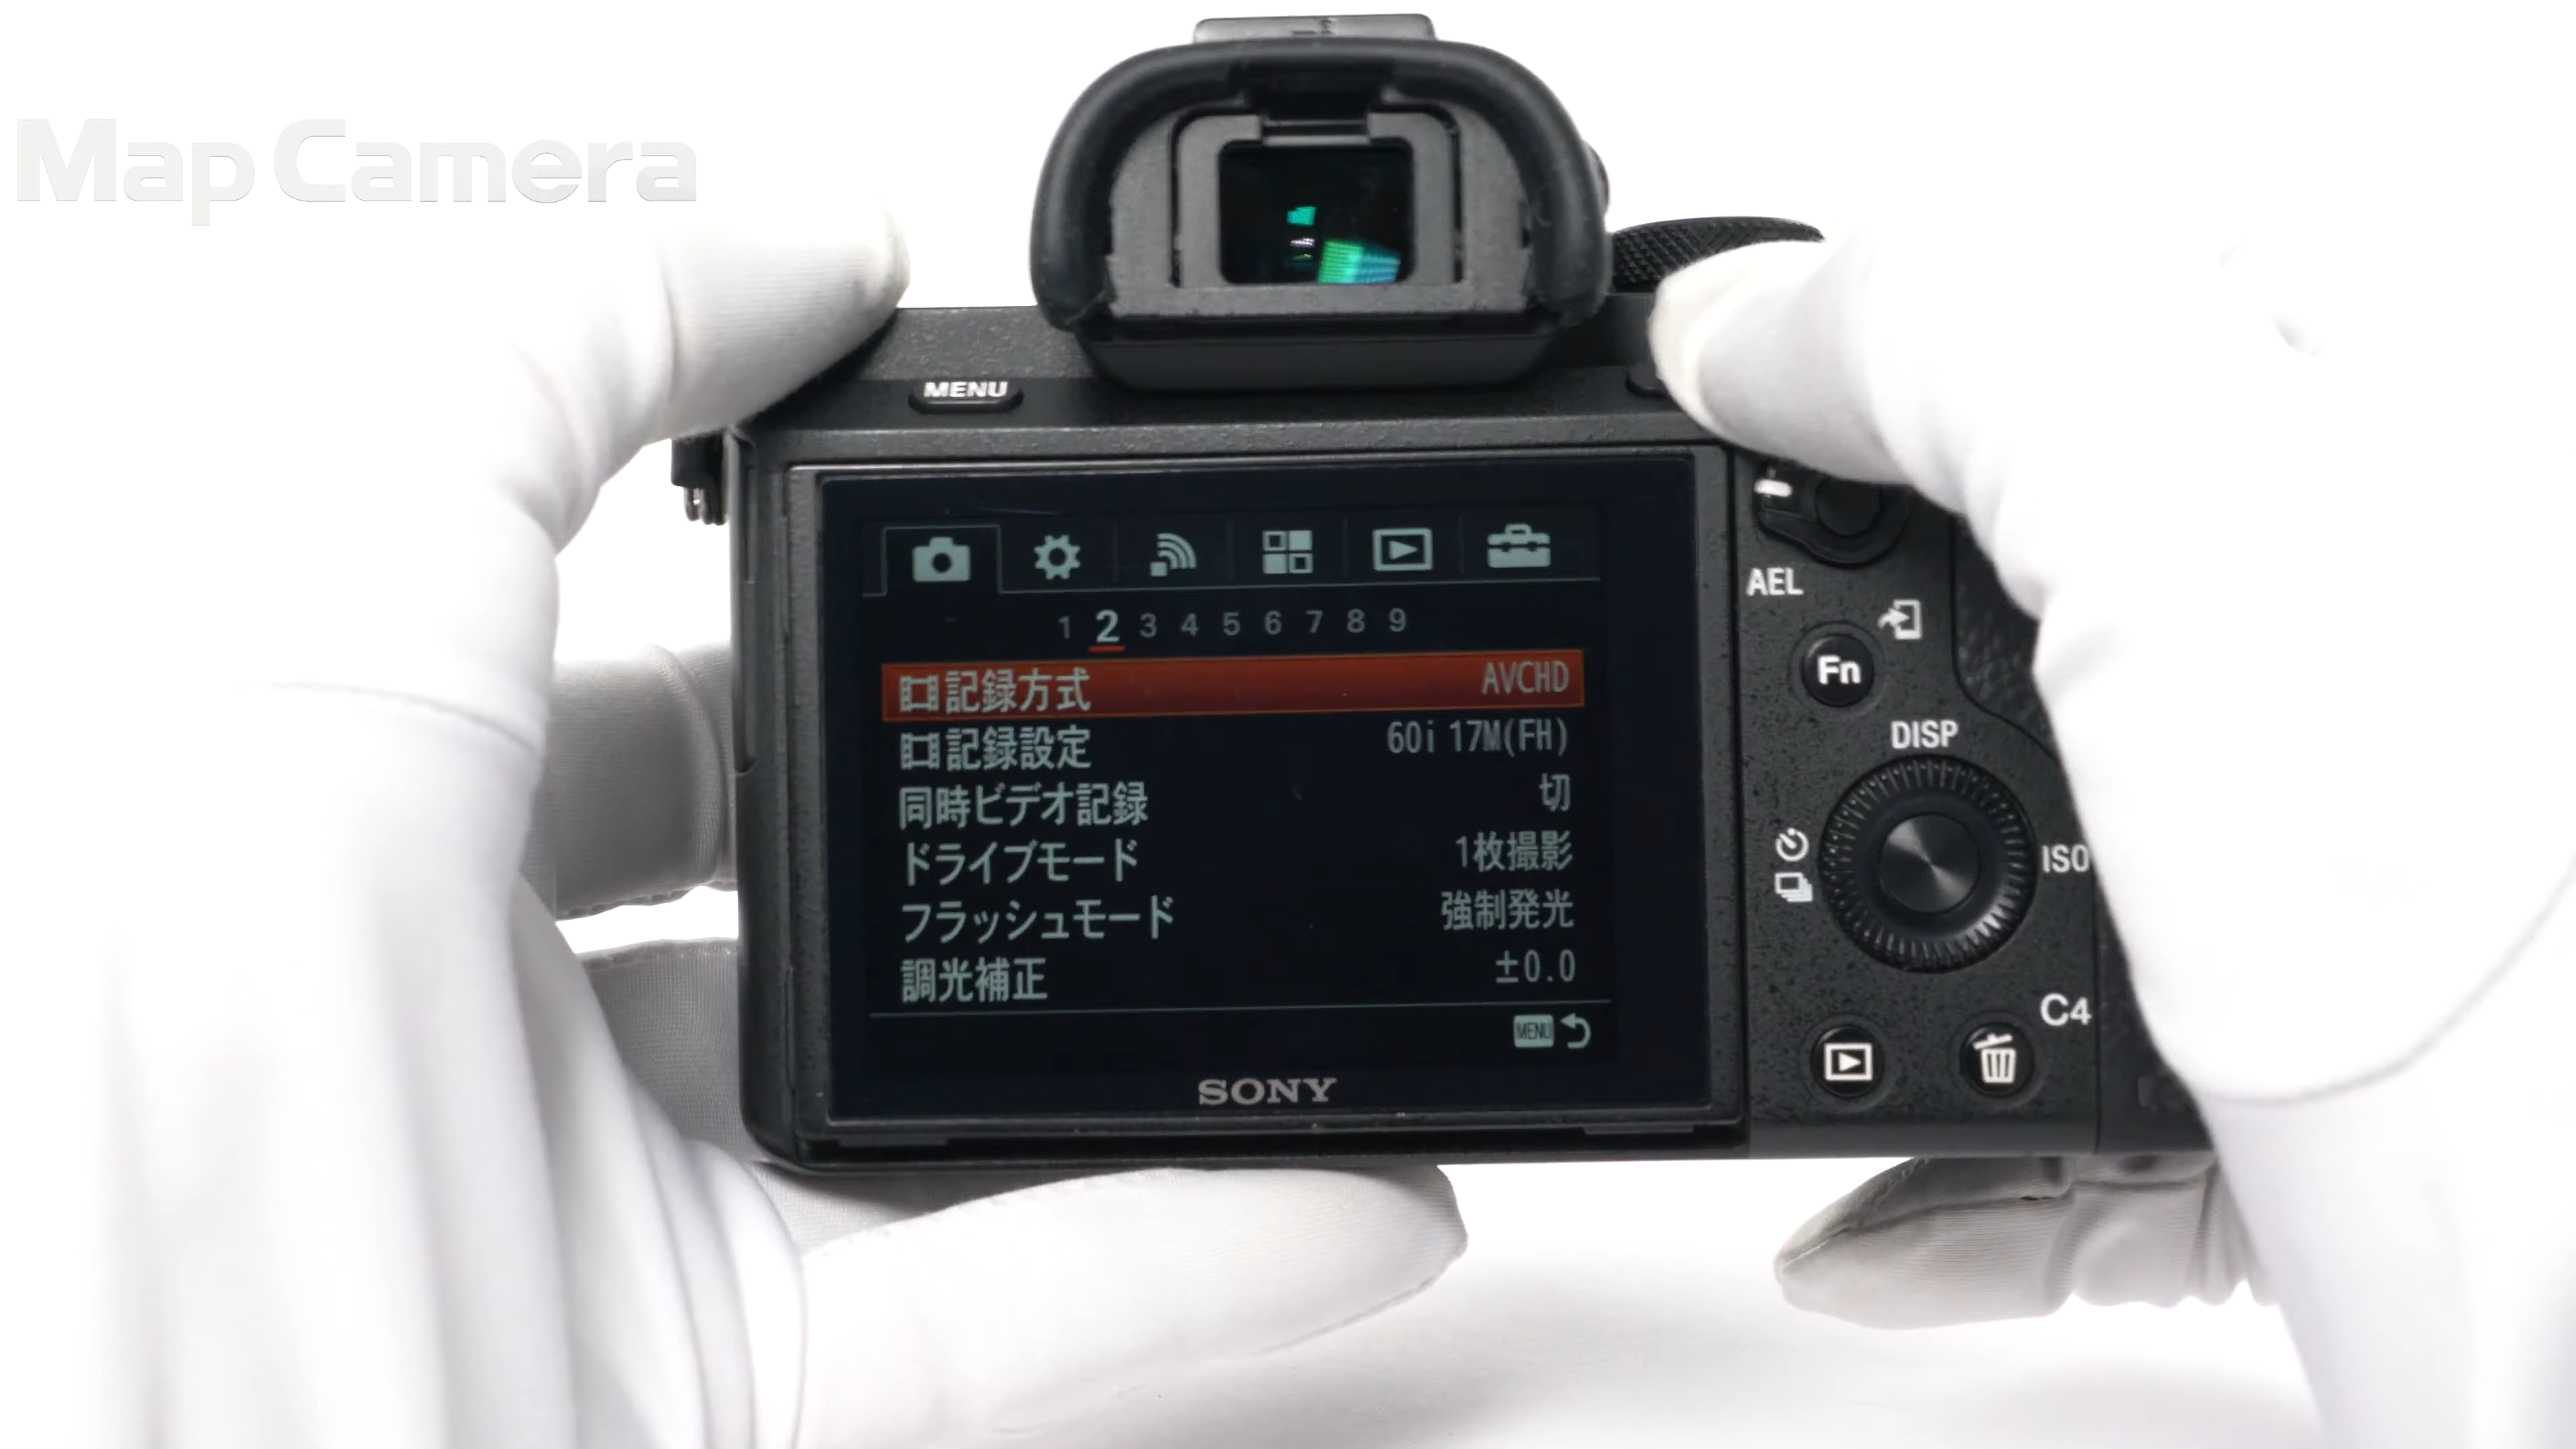 Map Camera
MENU
1 2 3 4 5 6 7 8 9
記録方式 AVCHD
記録設定 60i 17M(FH)
同時ビデオ記録 切
ドライブモード 1枚撮影
フラッシュモード 強制発光
調光補正 ±0.0
MENU
SONY
AEL
Fn
DISP
ISO
C4